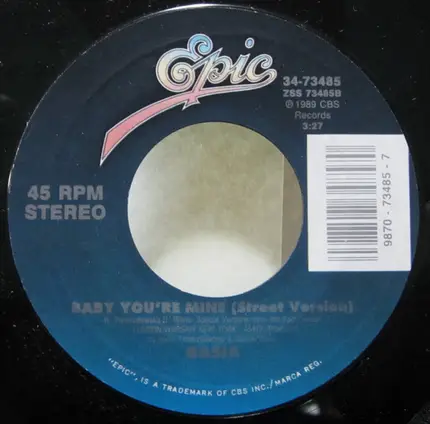 Epic
34-73485
ZSS 73485B
℗ 1989 CBS
Records
3:27
45 RPM
STEREO
9870 - 73485 - 7
BABY YOU'RE MINE (Street Version)
BASIA
"EPIC", IS A TRADEMARK OF CBS INC./MARCA REG.